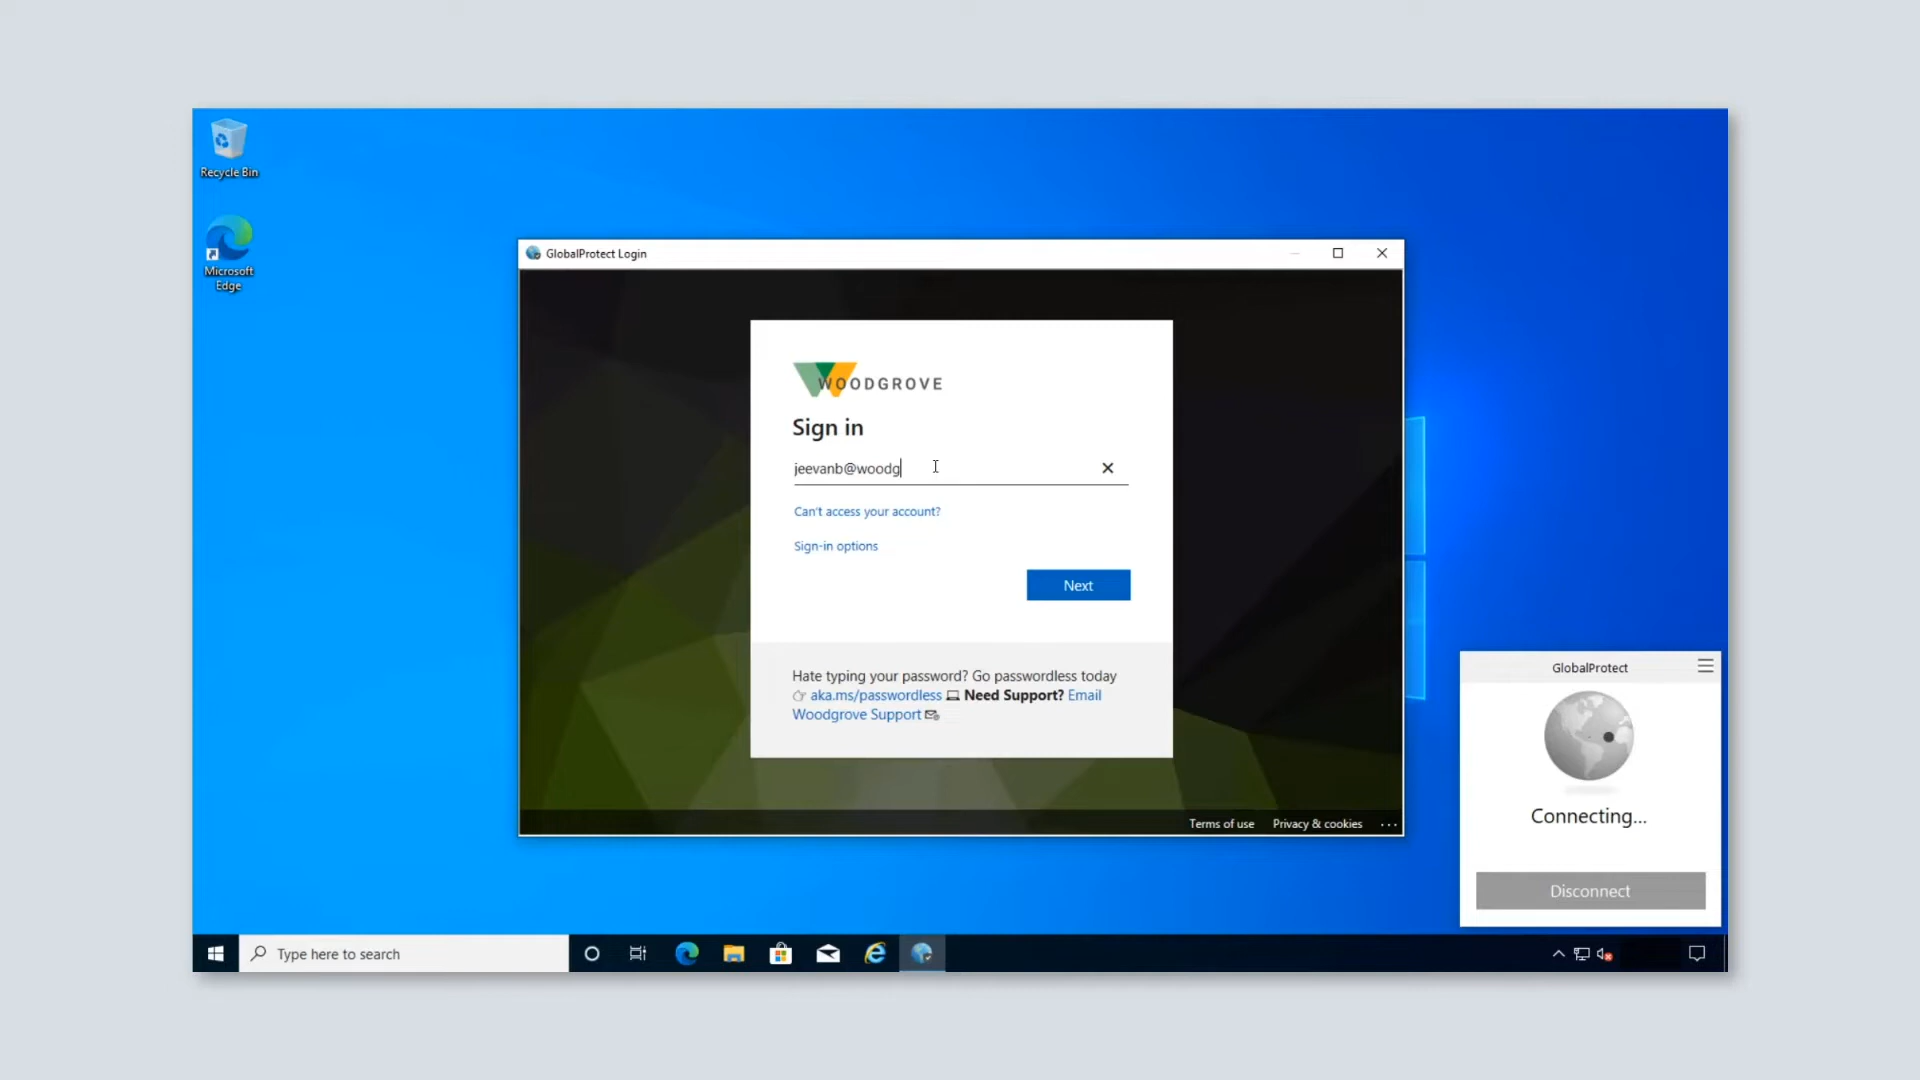 Recycle Bin
Microsoft
Edge
GlobalProtect Login
WOODGROVE
Sign in
jeevanb@woodg
Can't access your account?
Sign-in options
Next
Hate typing your password? Go passwordless today
👉 aka.ms/passwordless 💻 Need Support? Email
Woodgrove Support 📧
Terms of use Privacy & cookies ...
GlobalProtect
Connecting...
Disconnect
Type here to search